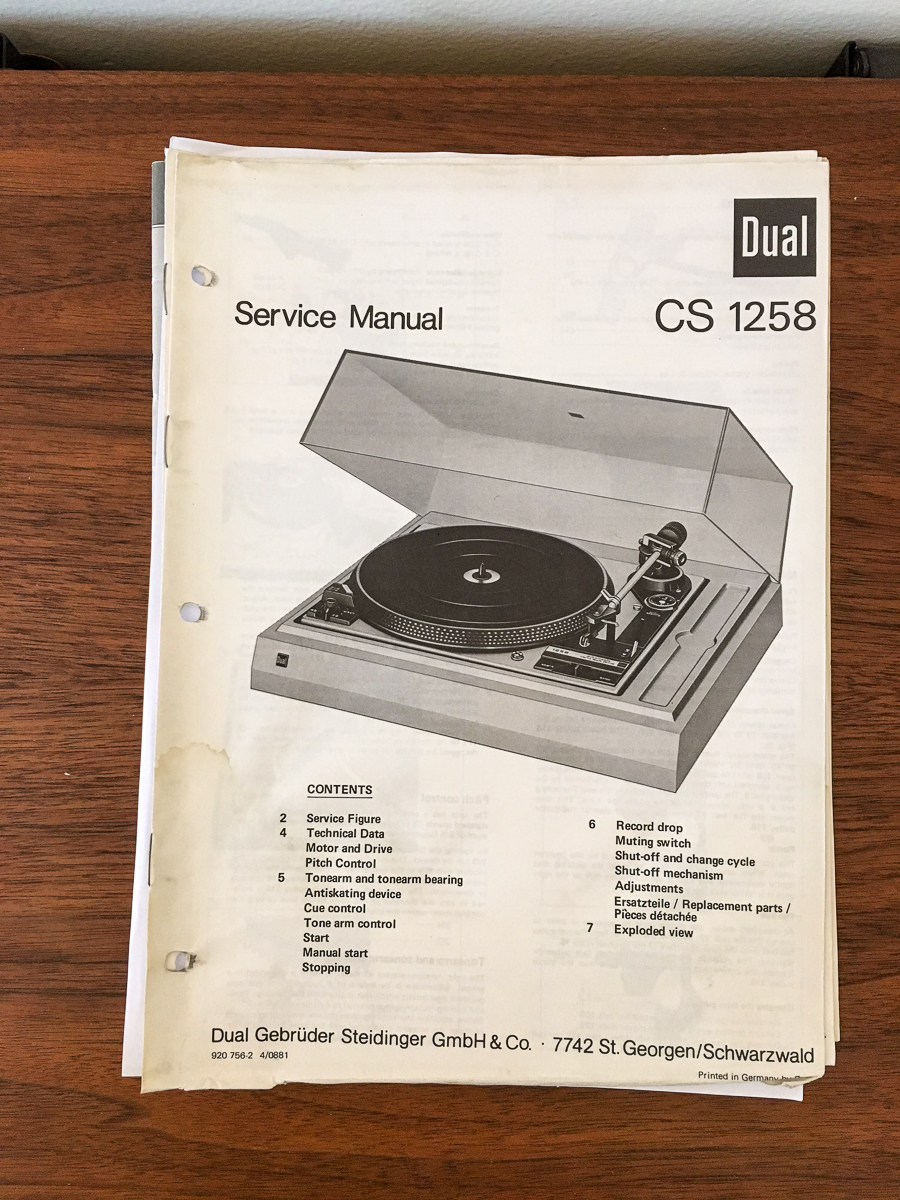 Dual
Service Manual
CS 1258
Dual
CONTENTS
2 Service Figure
4 Technical Data
Motor and Drive
Pitch Control
5 Tonearm and tonearm bearing
Antiskating device
Cue control
Tone arm control
Start
Manual start
Stopping
6 Record drop
Muting switch
Shut-off and change cycle
Shut-off mechanism
Adjustments
Ersatzteile / Replacement parts /
Pièces détachée
7 Exploded view
Dual Gebrüder Steidinger GmbH & Co. · 7742 St. Georgen/Schwarzwald
920 756-2 4/0881
Printed in Germany by